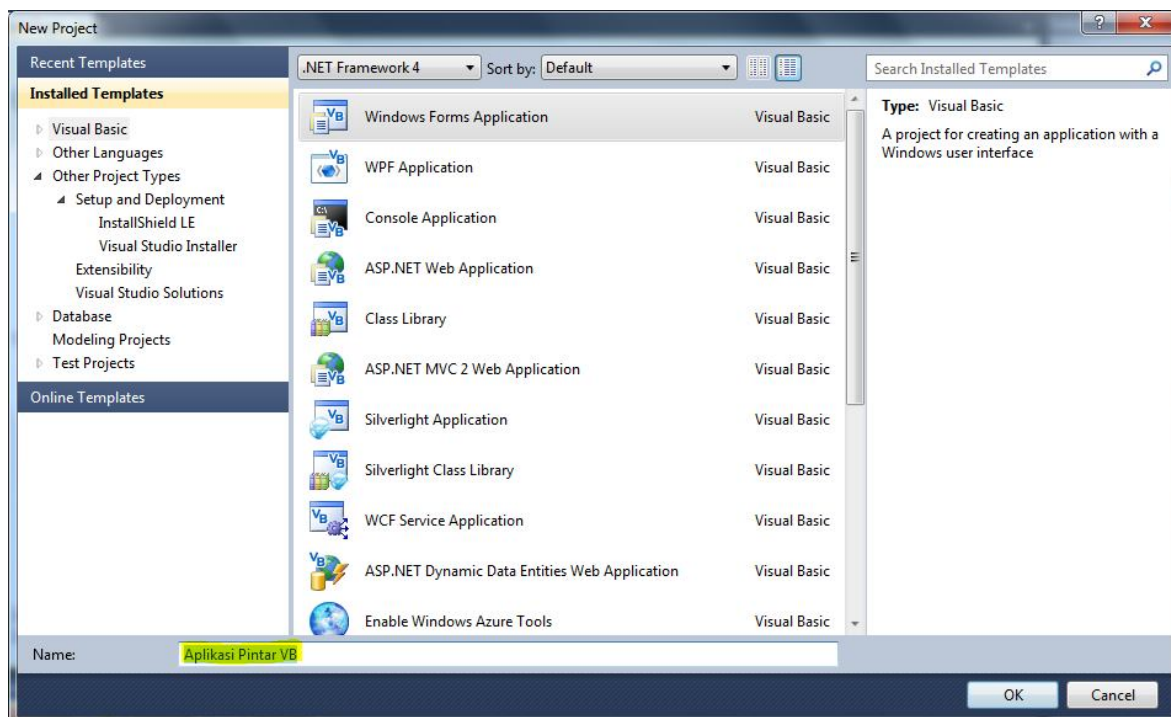 New Project
Recent Templates
Installed Templates
Visual Basic
Other Languages
Other Project Types
Setup and Deployment
InstallShield LE
Visual Studio Installer
Extensibility
Visual Studio Solutions
Database
Modeling Projects
Test Projects
Online Templates
.NET Framework 4 Sort by: Default
Windows Forms Application Visual Basic
WPF Application Visual Basic
Console Application Visual Basic
ASP.NET Web Application Visual Basic
Class Library Visual Basic
ASP.NET MVC 2 Web Application Visual Basic
Silverlight Application Visual Basic
Silverlight Class Library Visual Basic
WCF Service Application Visual Basic
ASP.NET Dynamic Data Entities Web Application Visual Basic
Enable Windows Azure Tools Visual Basic
Search Installed Templates
Type: Visual Basic
A project for creating an application with a
Windows user interface
Name: Aplikasi Pintar VB
OK Cancel